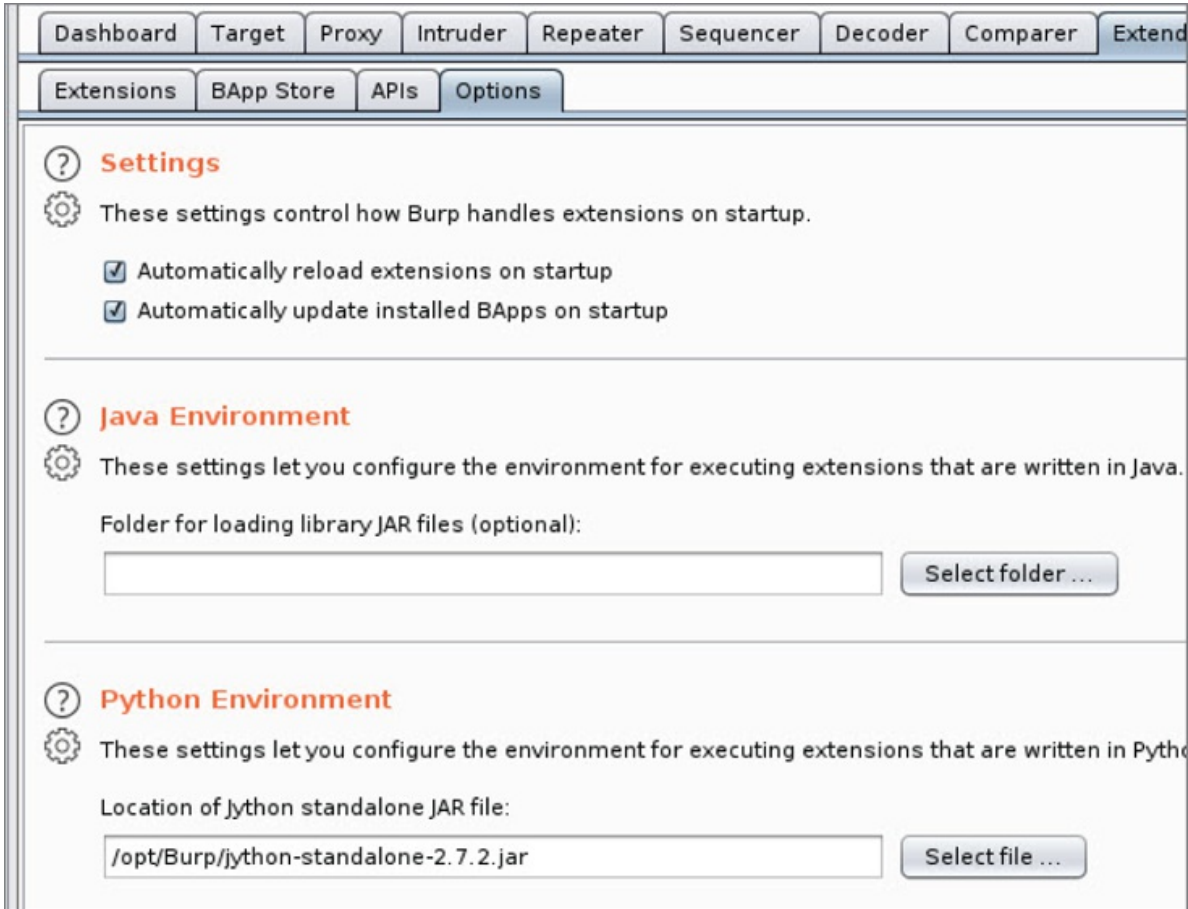 Dashboard Target Proxy Intruder Repeater Sequencer Decoder Comparer Extend
Extensions BApp Store APIs Options
? Settings
These settings control how Burp handles extensions on startup.
Automatically reload extensions on startup
Automatically update installed BApps on startup
? Java Environment
These settings let you configure the environment for executing extensions that are written in Java.
Folder for loading library JAR files (optional):
Select folder ...
? Python Environment
These settings let you configure the environment for executing extensions that are written in Pytho
Location of Jython standalone JAR file:
/opt/Burp/jython-standalone-2.7.2.jar Select file ...